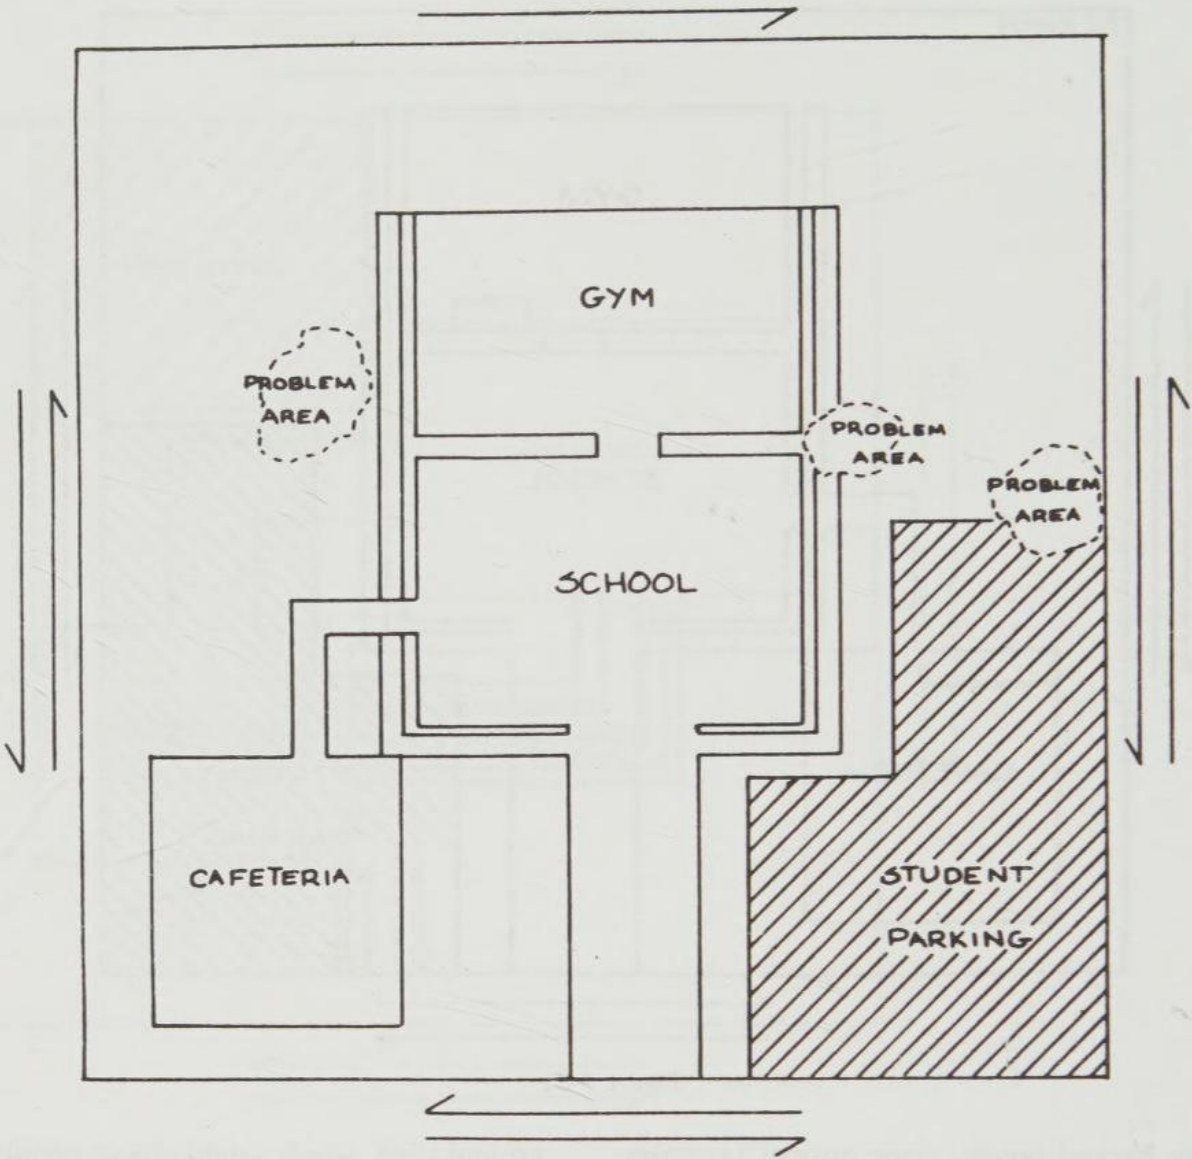 GYM
PROBLEM
AREA
PROBLEM
AREA
PROBLEM
AREA
SCHOOL
CAFETERIA
STUDENT
PARKING